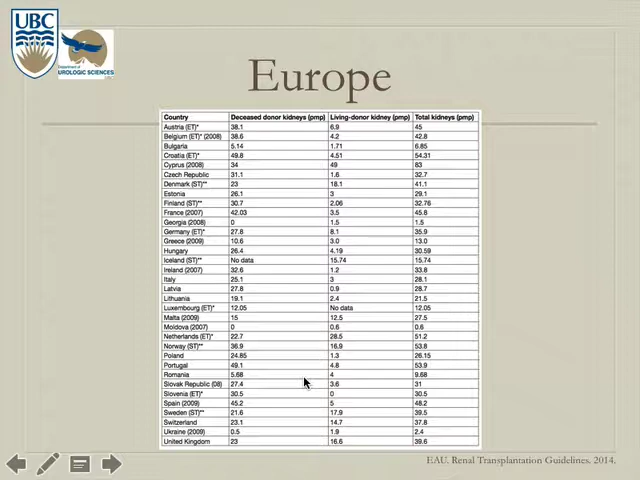 UBC
Department of
UROLOGIC SCIENCES
UBC
Europe
Country Deceased donor kidneys (pmp) Living-donor kidney (pmp) Total kidneys (pmp)
Austria (ET)* 38.1 6.9 45
Belgium (ET)* (2008) 38.6 4.2 42.8
Bulgaria 5.14 1.71 6.85
Croatia (ET)* 49.8 4.51 54.31
Cyprus (2008) 34 49 83
Czech Republic 31.1 1.6 32.7
Denmark (ST)** 23 18.1 41.1
Estonia 26.1 3 29.1
Finland (ST)** 30.7 2.06 32.76
France (2007) 42.03 3.5 45.8
Georgia (2008) 0 1.5 1.5
Germany (ET)* 27.8 8.1 35.9
Greece (2009) 10.6 3.0 13.0
Hungary 26.4 4.19 30.59
Iceland (ST)** No data 15.74 15.74
Ireland (2007) 32.6 1.2 33.8
Italy 25.1 3 28.1
Latvia 27.8 0.9 28.7
Lithuania 19.1 2.4 21.5
Luxembourg (ET)* 12.05 No data 12.05
Malta (2009) 15 12.5 27.5
Moldova (2007) 0 0.6 0.6
Netherlands (ET)* 22.7 28.5 51.2
Norway (ST)** 36.9 16.9 53.8
Poland 24.85 1.3 26.15
Portugal 49.1 4.8 53.9
Romania 5.68 4 9.68
Slovak Republic (08) 27.4 3.6 31
Slovenia (ET)* 30.5 0 30.5
Spain (2009) 45.2 5 48.2
Sweden (ST)** 21.6 17.9 39.5
Switzerland 23.1 14.7 37.8
Ukraine (2009) 0.5 1.9 2.4
United Kingdom 23 16.6 39.6
EAU. Renal Transplantation Guidelines. 2014.